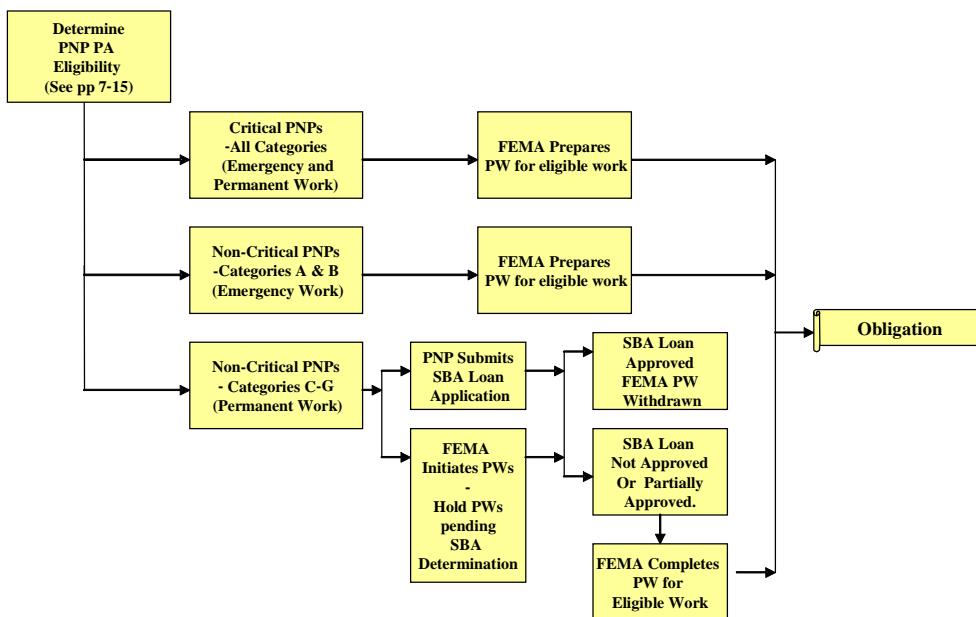 Determine
PNP PA
Eligibility
(See pp 7-15)
Critical PNPs
-All Categories
(Emergency and
Permanent Work)
FEMA Prepares
PW for eligible work
Non-Critical PNPs
-Categories A & B
(Emergency Work)
FEMA Prepares
PW for eligible work
Obligation
Non-Critical PNPs
- Categories C-G
(Permanent Work)
PNP Submits
SBA Loan
Application
SBA Loan
Approved
FEMA PW
Withdrawn
FEMA
Initiates PWs
-
Hold PWs
pending
SBA
Determination
SBA Loan
Not Approved
Or Partially
Approved.
FEMA Completes
PW for
Eligible Work